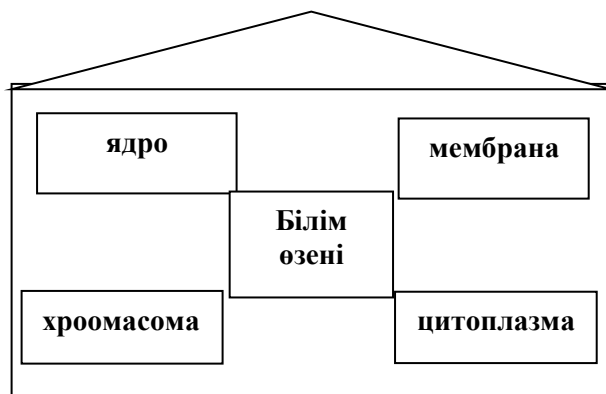 ядро
мембрана
Білім
өзені
хроомасома
цитоплазма